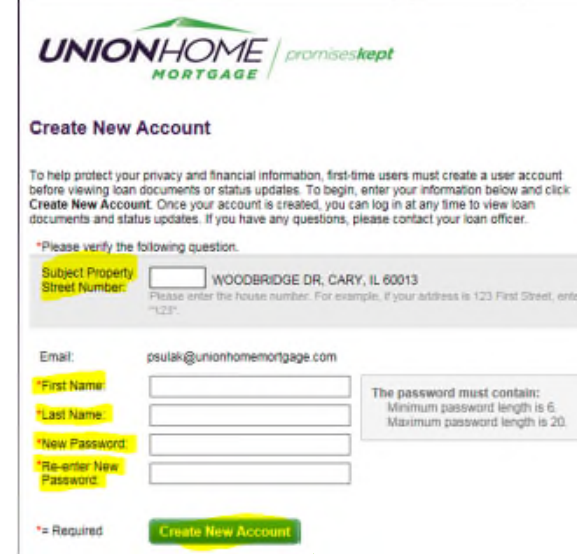 UNIONHOME promiseskept
MORTGAGE
Create New Account
To help protect your privacy and financial information, first-time users must create a user account
before viewing loan documents or status updates. To begin, enter your information below and click
Create New Account. Once your account is created, you can log in at any time to view loan
documents and status updates. If you have any questions, please contact your loan officer.
*Please verify the following question.
Subject Property
Street Number:
WOODBRIDGE DR, CARY, IL 60013
Please enter the house number. For example, if your address is 123 First Street, ente
"123".
Email: psulak@unionhomemortgage.com
*First Name:
*Last Name:
*New Password:
*Re-enter New
Password:
The password must contain:
Minimum password length is 6.
Maximum password length is 20.
*= Required
Create New Account